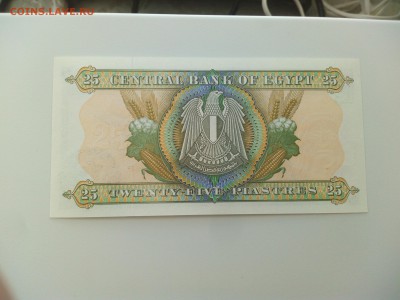 COINS.LAVE.RU
25 CENTRAL BANK OF EGYPT 25
25 TWENTY-FIVE PIASTRES 25